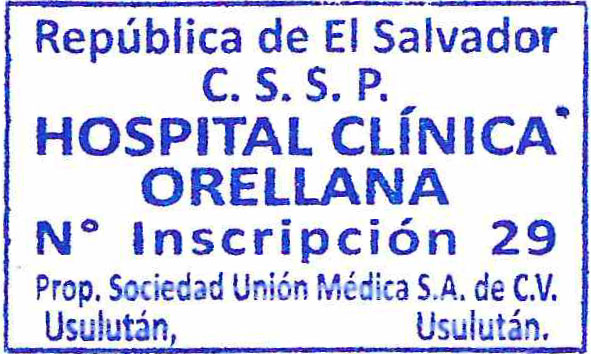 República de El Salvador
C. S. S. P.
HOSPITAL CLÍNICA
ORELLANA
N° Inscripción 29
Prop. Sociedad Unión Médica S.A. de C.V.
Usulután, Usulután.